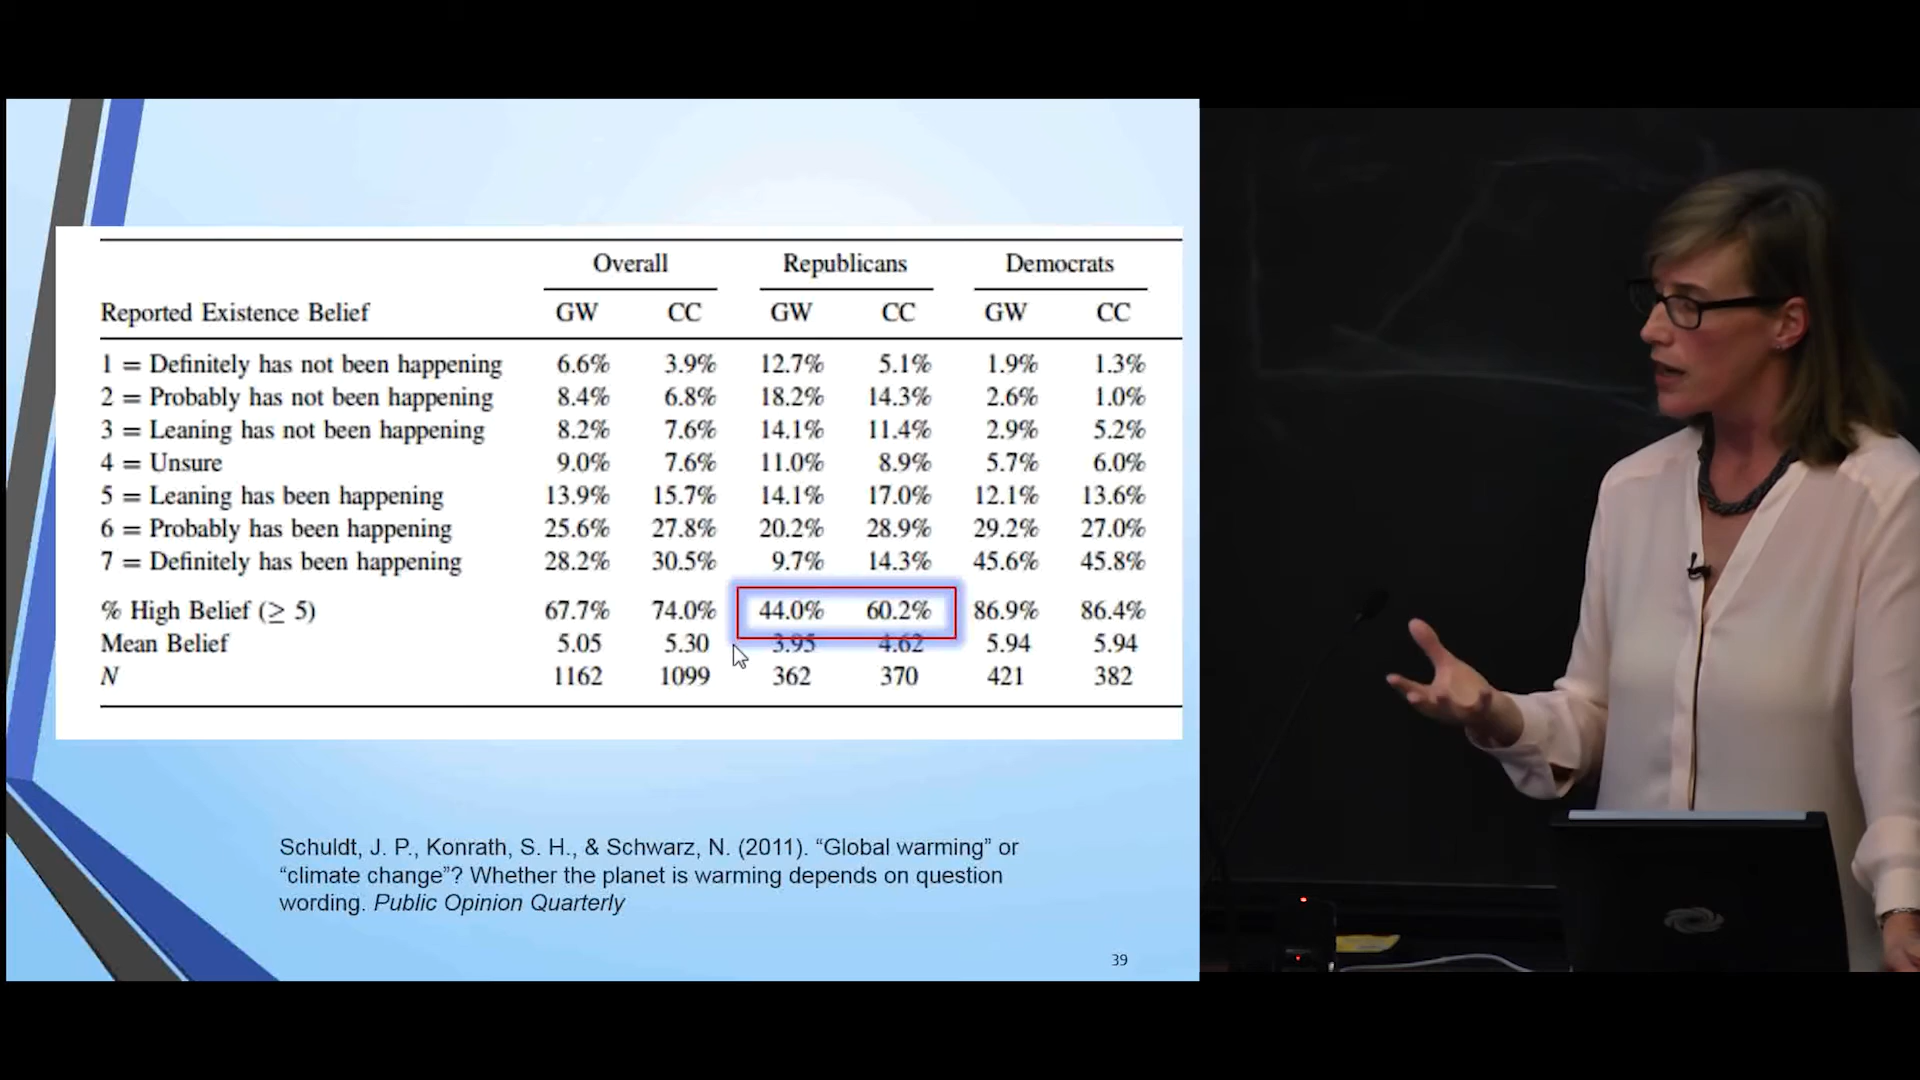 Overall Republicans Democrats
Reported Existence Belief GW CC GW CC GW CC
1 = Definitely has not been happening 6.6% 3.9% 12.7% 5.1% 1.9% 1.3%
2 = Probably has not been happening 8.4% 6.8% 18.2% 14.3% 2.6% 1.0%
3 = Leaning has not been happening 8.2% 7.6% 14.1% 11.4% 2.9% 5.2%
4 = Unsure 9.0% 7.6% 11.0% 8.9% 5.7% 6.0%
5 = Leaning has been happening 13.9% 15.7% 14.1% 17.0% 12.1% 13.6%
6 = Probably has been happening 25.6% 27.8% 20.2% 28.9% 29.2% 27.0%
7 = Definitely has been happening 28.2% 30.5% 9.7% 14.3% 45.6% 45.8%
% High Belief (≥ 5) 67.7% 74.0% 44.0% 60.2% 86.9% 86.4%
Mean Belief 5.05 5.30 3.95 4.62 5.94 5.94
N 1162 1099 362 370 421 382
Schuldt, J. P., Konrath, S. H., & Schwarz, N. (2011). “Global warming” or
“climate change”? Whether the planet is warming depends on question
wording. Public Opinion Quarterly
39